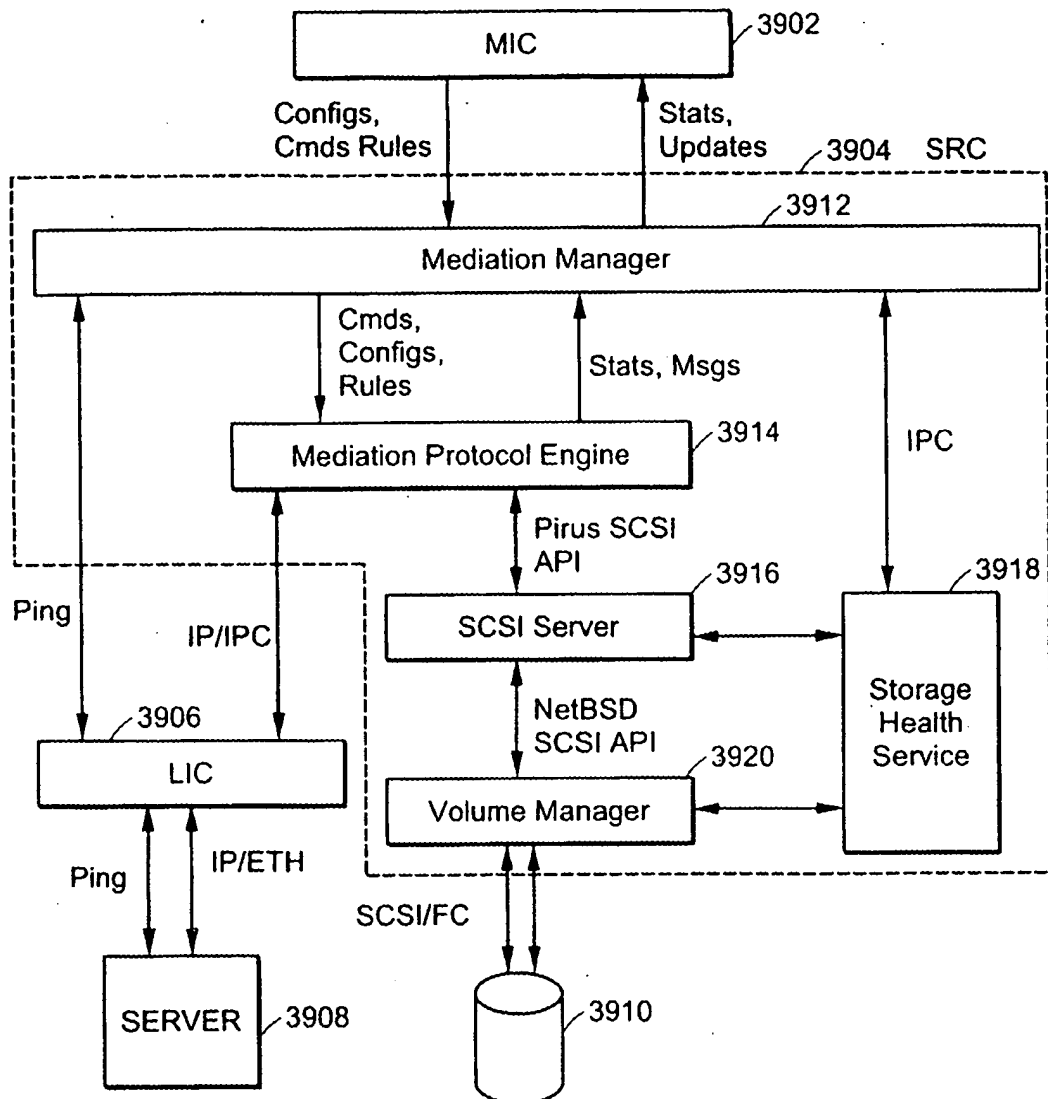 3902
MIC
Configs,
Cmds Rules
Stats,
Updates
3904 SRC
3912
Mediation Manager
Cmds,
Configs,
Rules
Stats, Msgs
3914
Mediation Protocol Engine
IPC
Pirus SCSI
API
3916
3918
Ping
IP/IPC
SCSI Server
Storage
Health
Service
3906
NetBSD
SCSI API
3920
LIC
Volume Manager
Ping
IP/ETH
SCSI/FC
SERVER
3908
3910